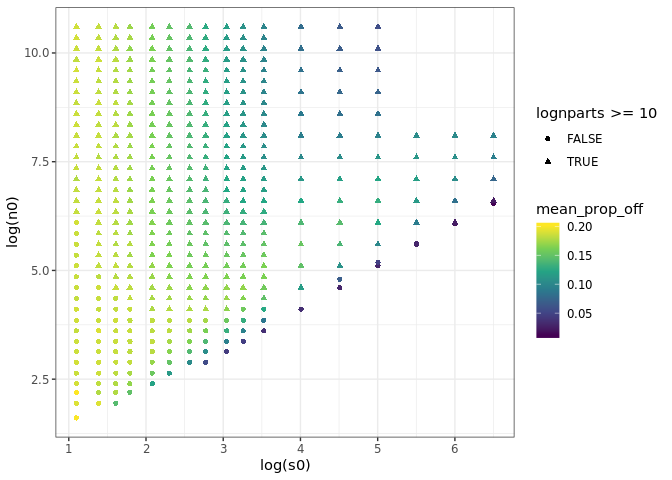 10.0
7.5
5.0
2.5
log(n0)
1 2 3 4 5 6
log(s0)
lognparts >= 10
FALSE
TRUE
mean_prop_off
0.20
0.15
0.10
0.05